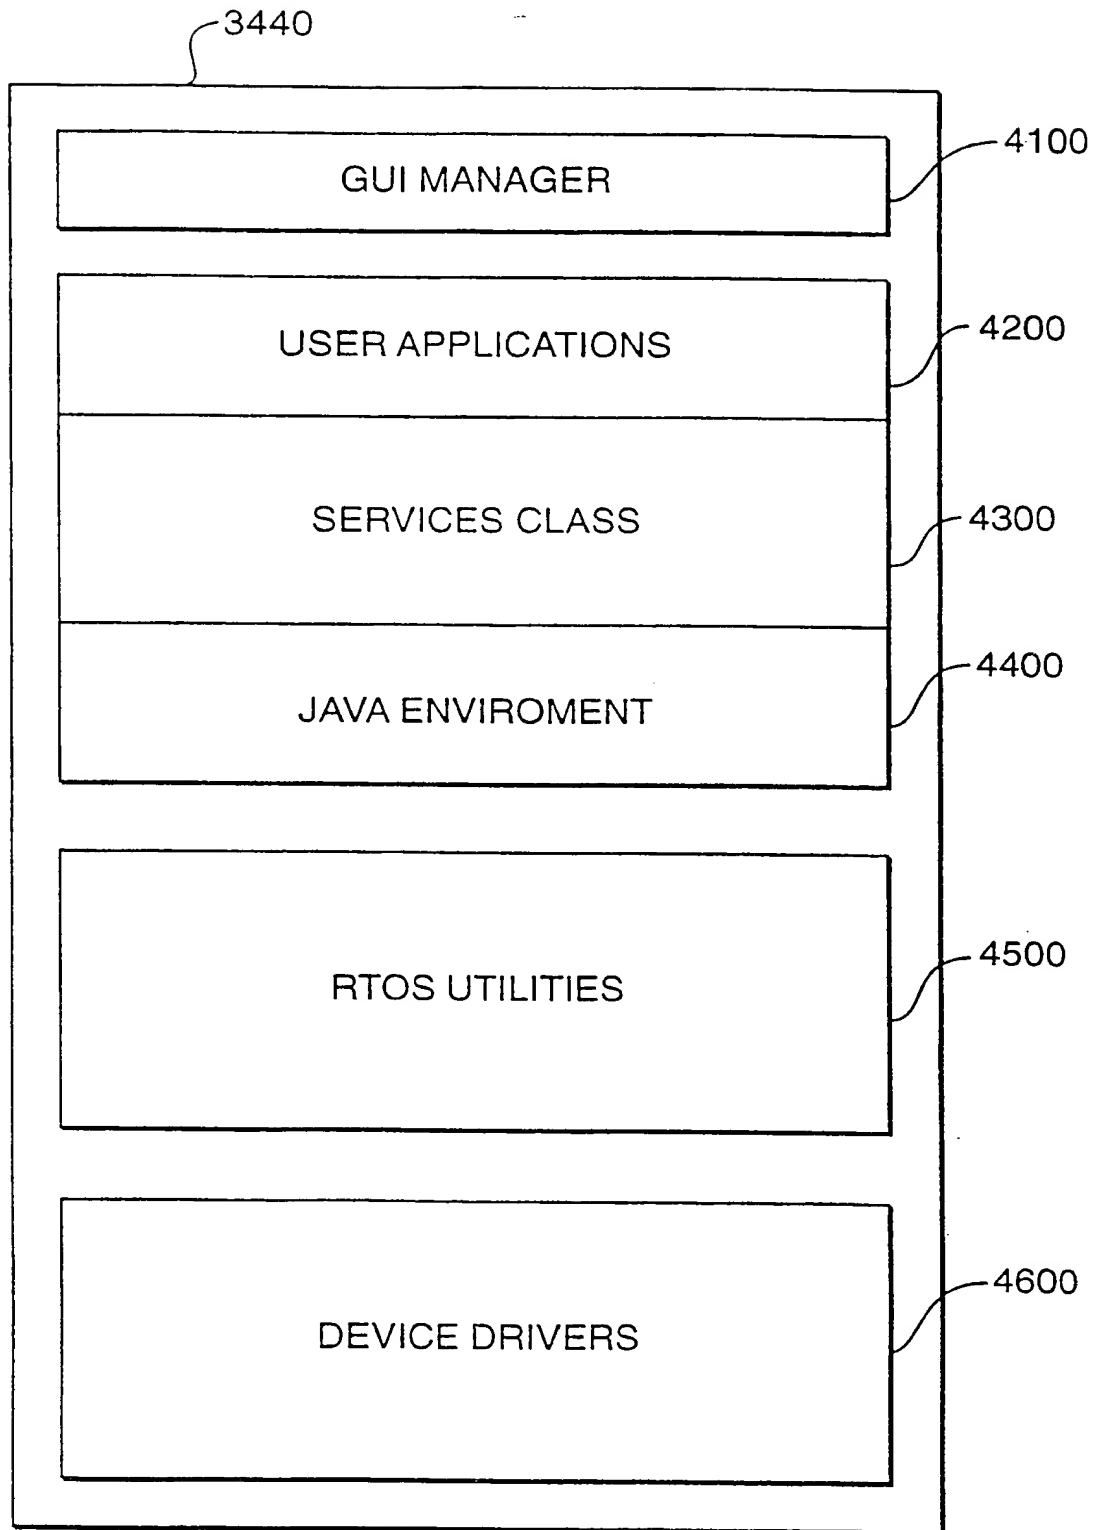 3440
GUI MANAGER
4100
USER APPLICATIONS
4200
SERVICES CLASS
4300
JAVA ENVIROMENT
4400
RTOS UTILITIES
4500
DEVICE DRIVERS
4600